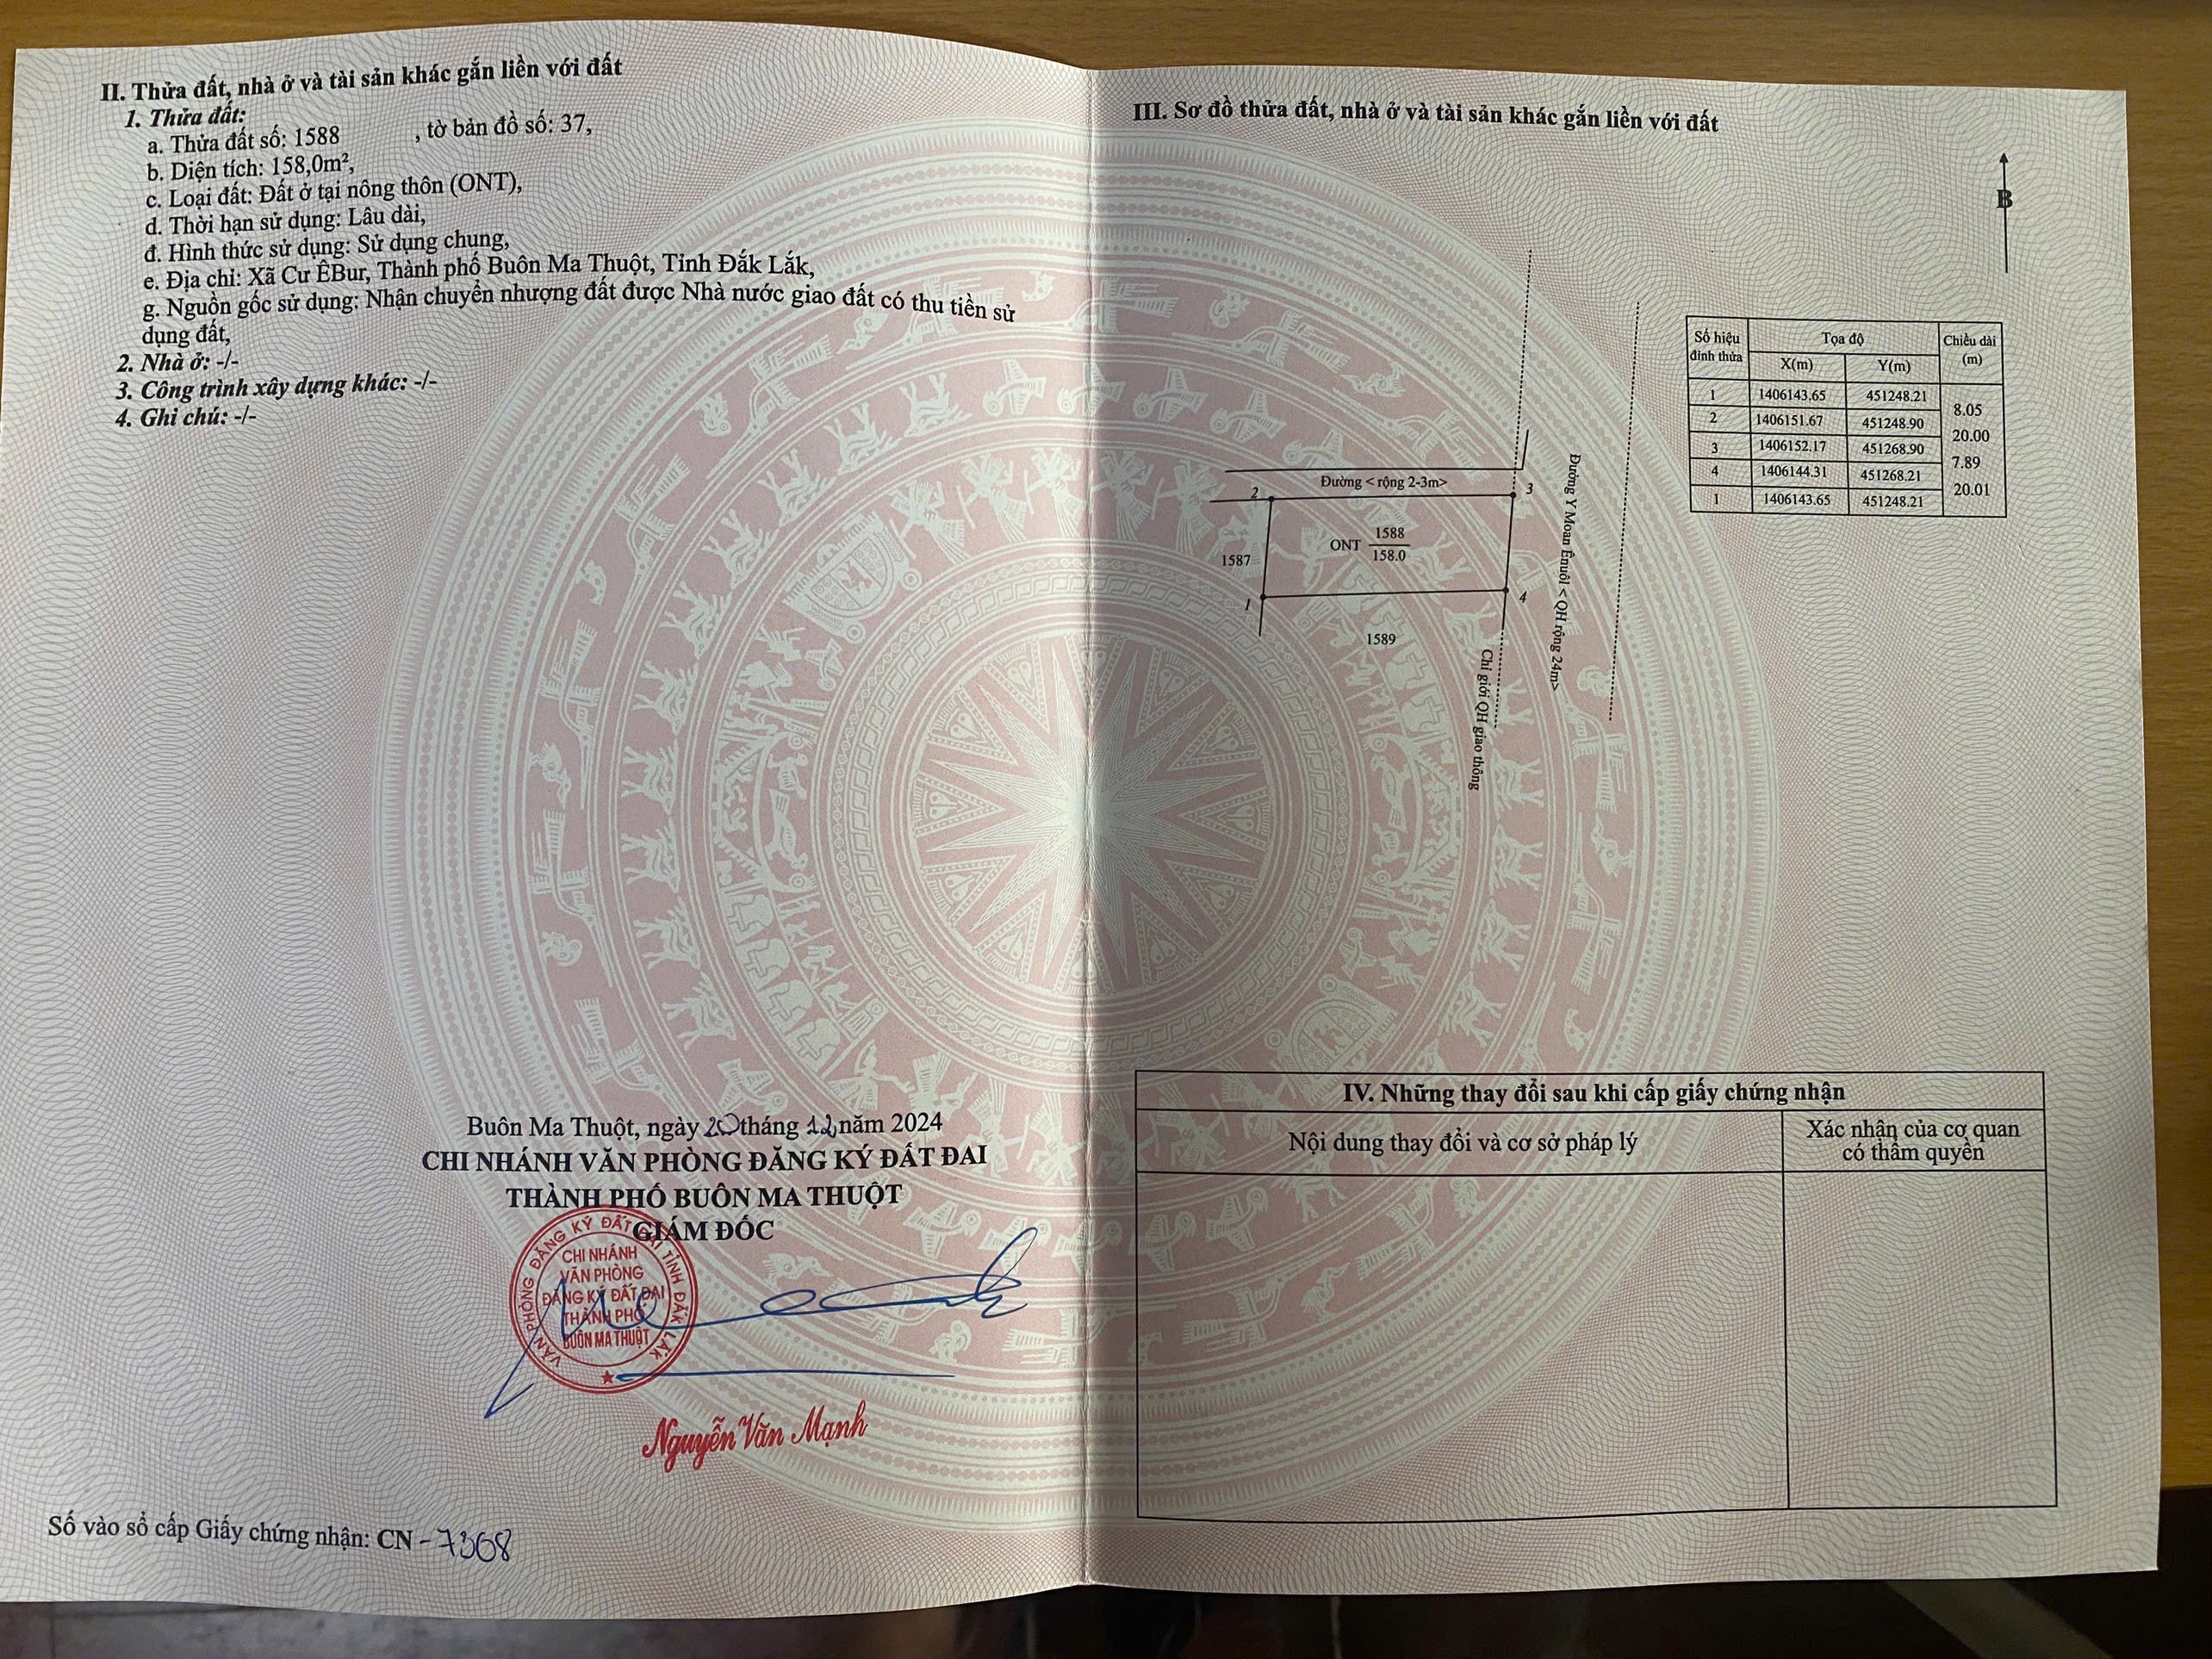 II. Thửa đất, nhà ở và tài sản khác gắn liền với đất
1. Thửa đất:
a. Thửa đất số: 1588 , tờ bản đồ số: 37,
b. Diện tích: 158,0m²,
c. Loại đất: Đất ở tại nông thôn (ONT),
d. Thời hạn sử dụng: Lâu dài,
đ. Hình thức sử dụng: Sử dụng chung,
e. Địa chỉ: Xã Cư ÊBur, Thành phố Buôn Ma Thuột, Tỉnh Đắk Lắk,
g. Nguồn gốc sử dụng: Nhận chuyển nhượng đất được Nhà nước giao đất có thu tiền sử
dụng đất,
2. Nhà ở: -/-
3. Công trình xây dựng khác: -/-
4. Ghi chú: -/-
Buôn Ma Thuột, ngày 20 tháng 12 năm 2024
CHI NHÁNH VĂN PHÒNG ĐĂNG KÝ ĐẤT ĐAI
THÀNH PHỐ BUÔN MA THUỘT
GIÁM ĐỐC
VĂN PHÒNG ĐĂNG KÝ ĐẤT ĐAI TỈNH ĐẮK LẮK
CHI NHÁNH
VĂN PHÒNG
ĐĂNG KÝ ĐẤT ĐAI
THÀNH PHỐ
BUÔN MA THUỘT
Nguyễn Văn Mạnh
Số vào sổ cấp Giấy chứng nhận: CN - 7368
III. Sơ đồ thửa đất, nhà ở và tài sản khác gắn liền với đất
B
Số hiệu đỉnh thửa Tọa độ Chiều dài (m)
X(m) Y(m)
1 1406143.65 451248.21
8.05
2 1406151.67 451248.90
20.00
3 1406152.17 451268.90
7.89
4 1406144.31 451268.21
20.01
1 1406143.65 451248.21
Đường < rộng 2-3m>
2
3
1587
ONT 1588
158.0
1
4
1589
Đường Y Moan Ênuôl < QH rộng 24m>
Chỉ giới QH giao thông
IV. Những thay đổi sau khi cấp giấy chứng nhận
Nội dung thay đổi và cơ sở pháp lý
Xác nhận của cơ quan
có thẩm quyền